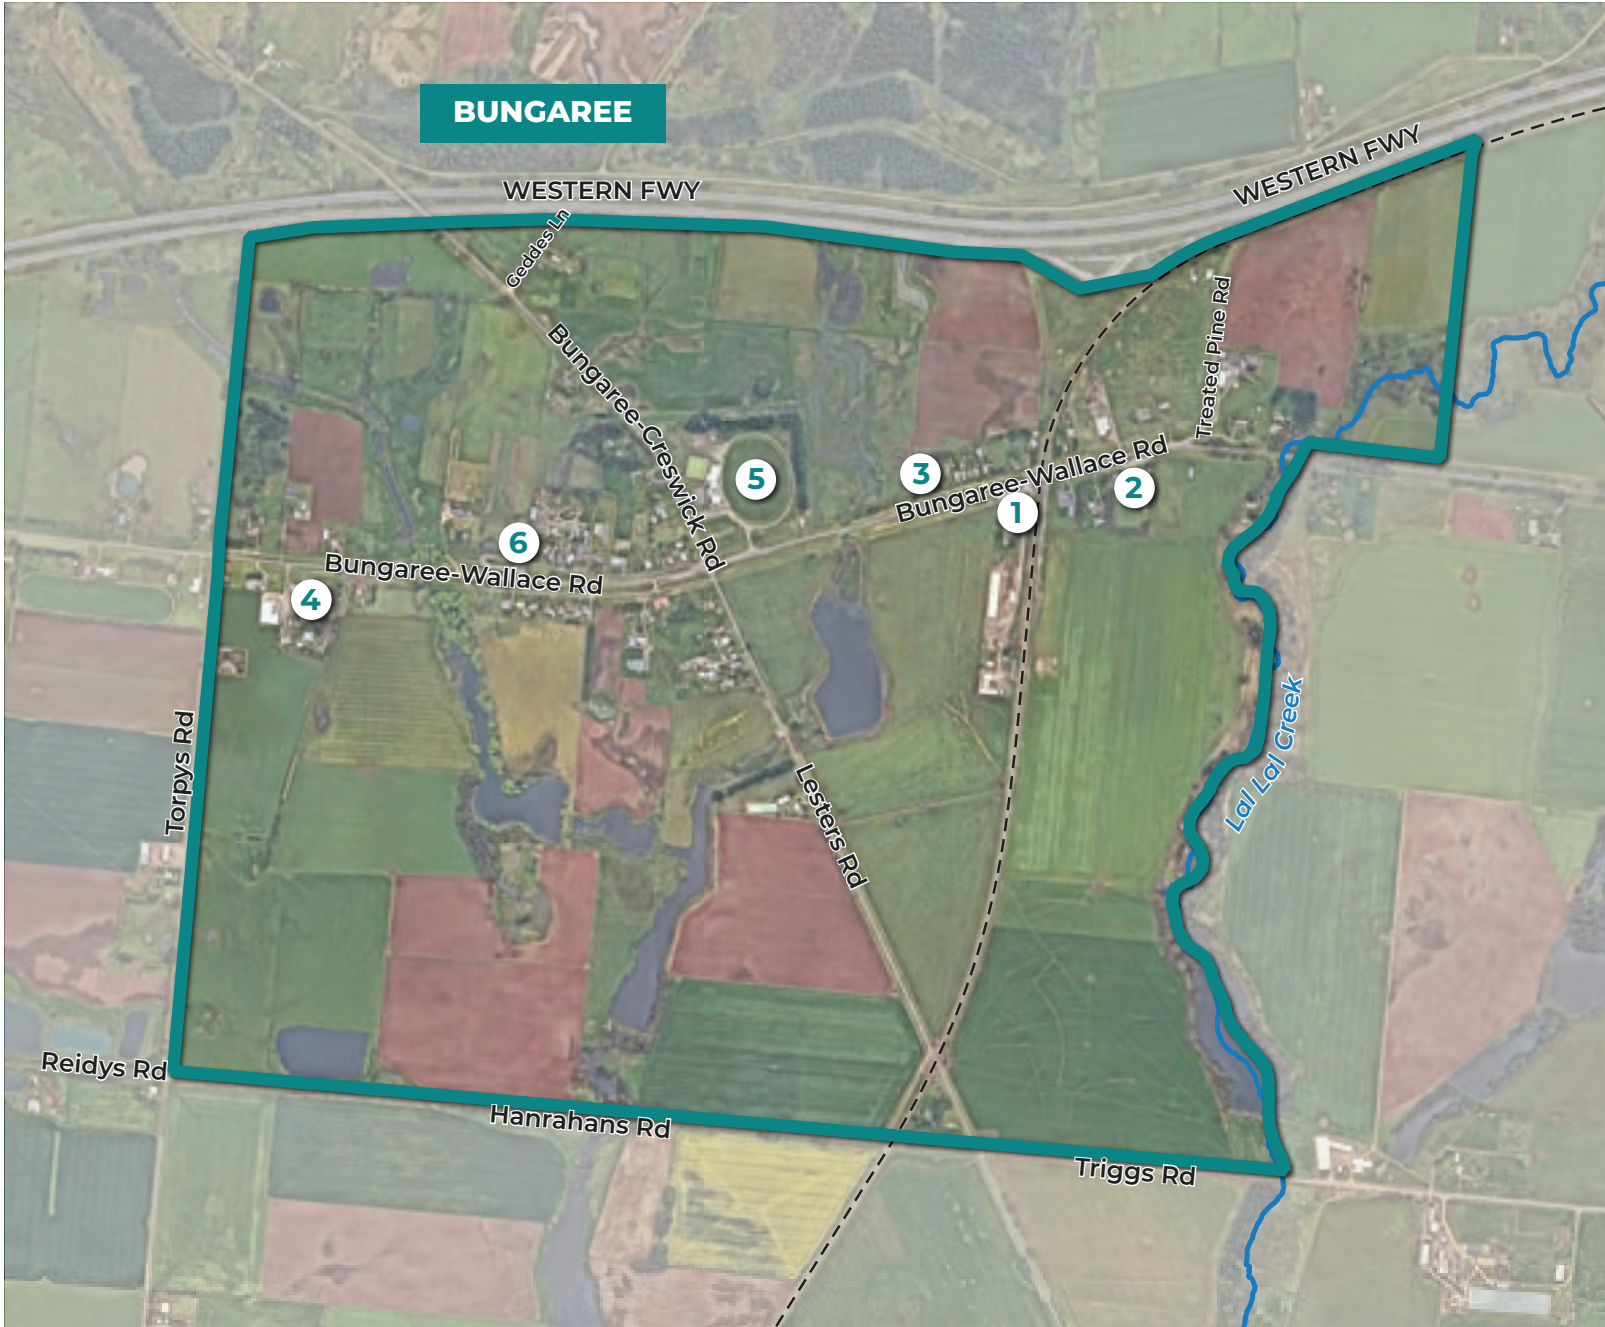 BUNGAREE
WESTERN FWY
WESTERN FWY
Geddes Ln
Treated Pine Rd
Bungaree-Creswick Rd
Bungaree-Wallace Rd
3
5
2
1
6
Bungaree-Wallace Rd
4
Lal Lal Creek
Torpys Rd
Lesters Rd
Reidys Rd
Hanrahans Rd
Triggs Rd